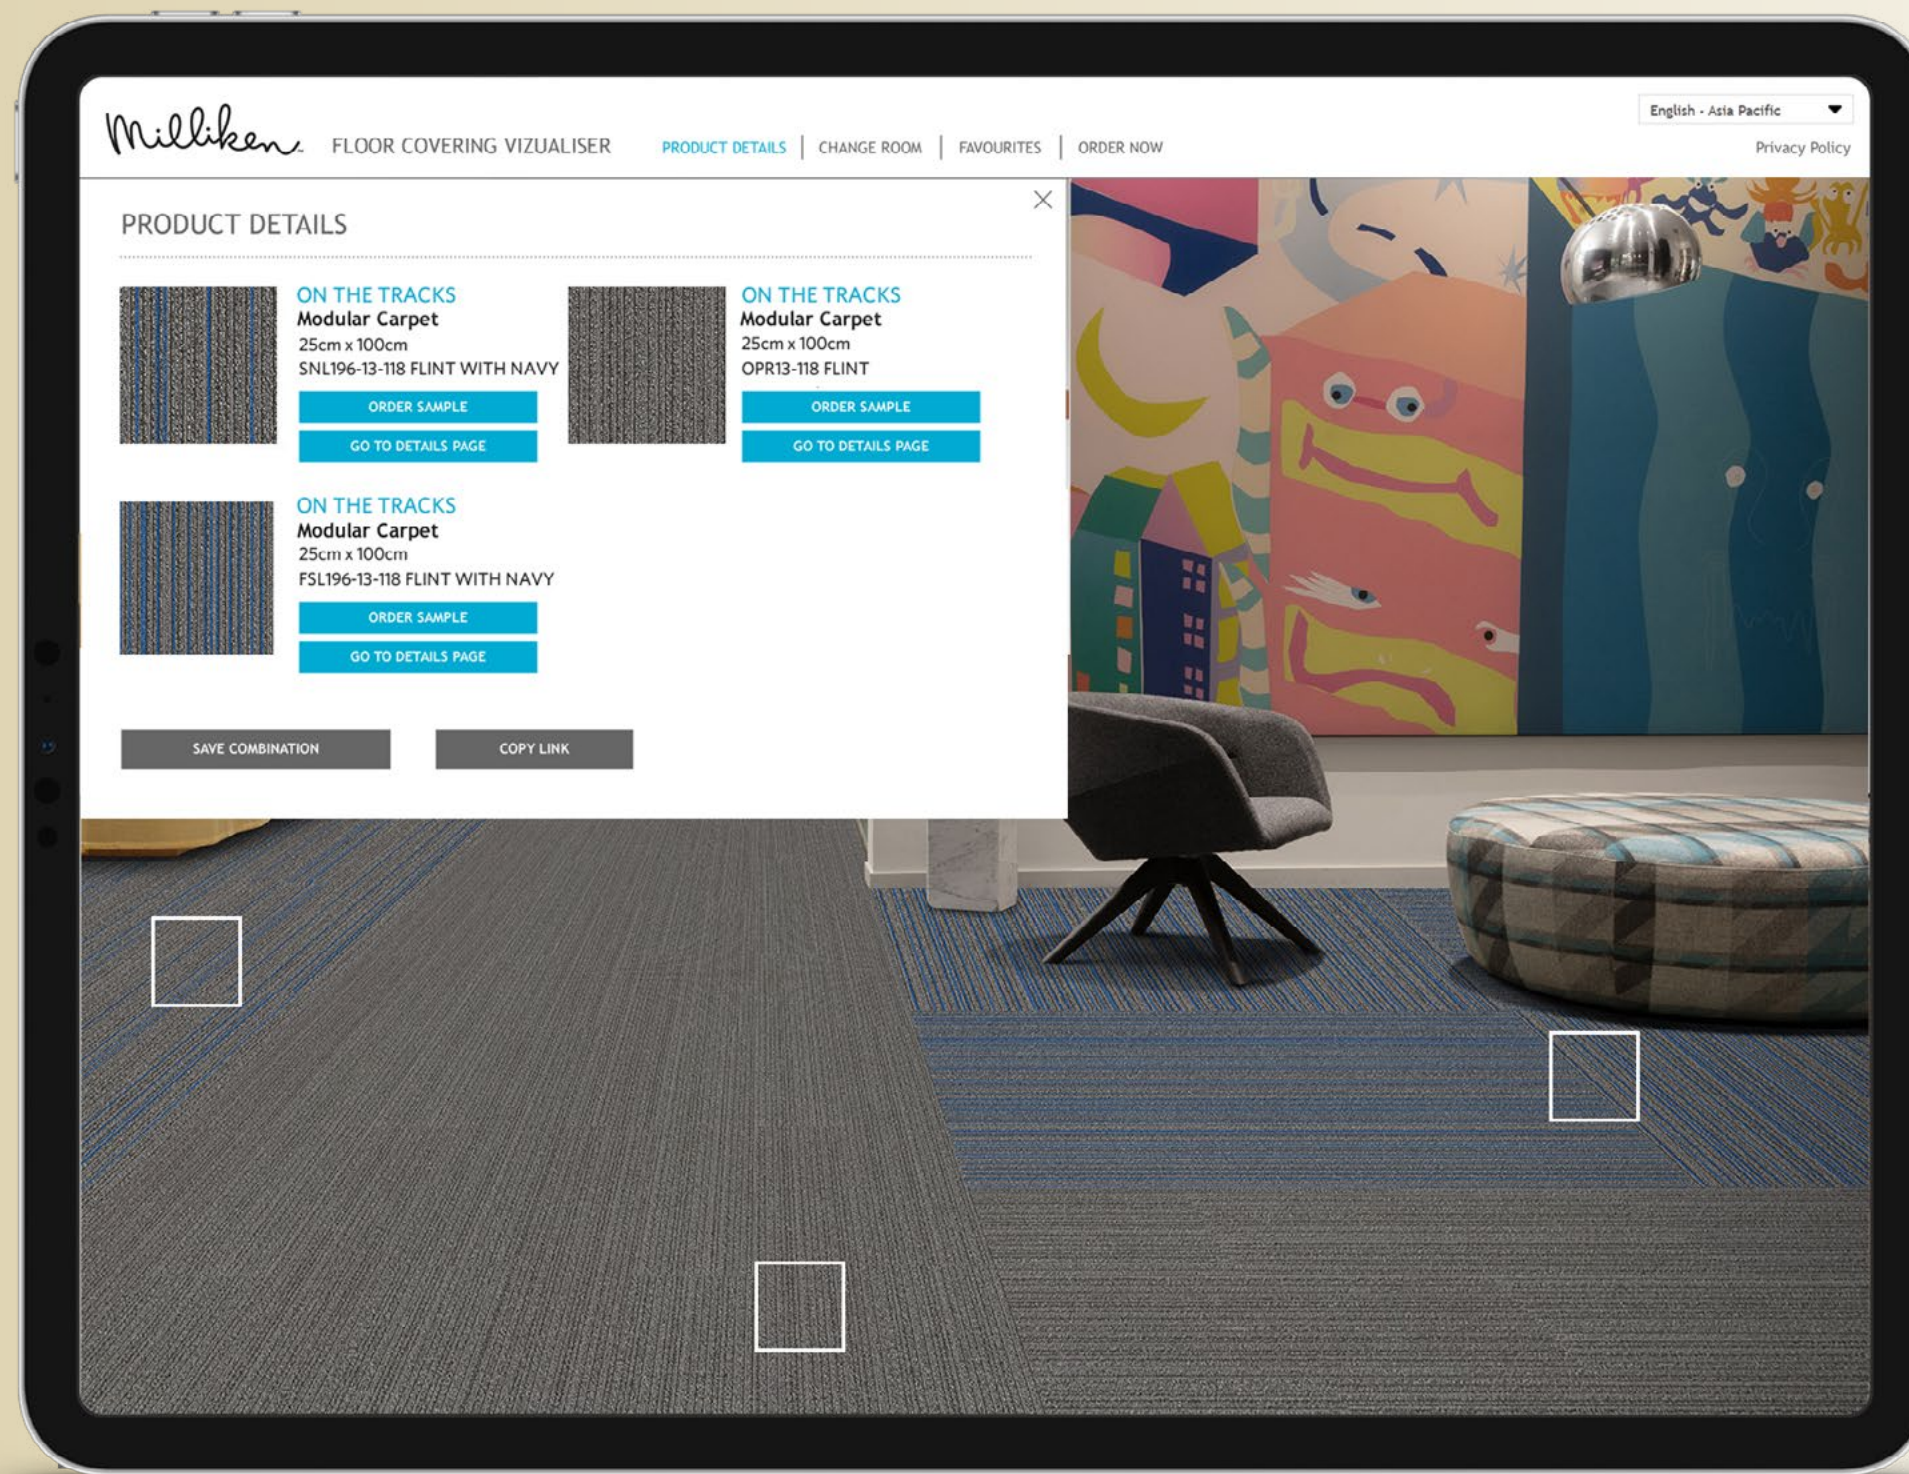 Milliken
FLOOR COVERING VIZUALISER
PRODUCT DETAILS
CHANGE ROOM
FAVOURITES
ORDER NOW
English - Asia Pacific
Privacy Policy
PRODUCT DETAILS
ON THE TRACKS
Modular Carpet
25cm x 100cm
SNL196-13-118 FLINT WITH NAVY
ORDER SAMPLE
GO TO DETAILS PAGE
ON THE TRACKS
Modular Carpet
25cm x 100cm
OPR13-118 FLINT
ORDER SAMPLE
GO TO DETAILS PAGE
ON THE TRACKS
Modular Carpet
25cm x 100cm
FSL196-13-118 FLINT WITH NAVY
ORDER SAMPLE
GO TO DETAILS PAGE
SAVE COMBINATION
COPY LINK